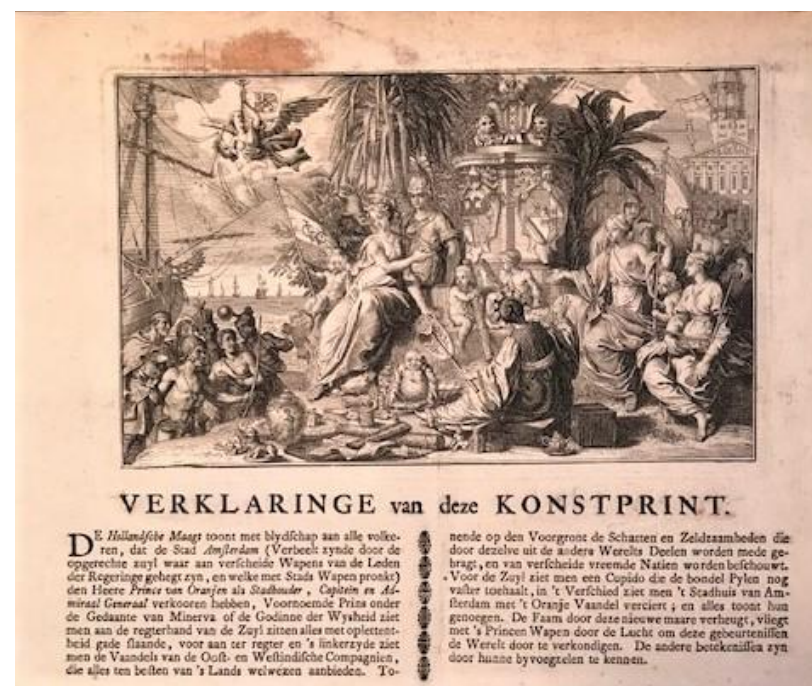 VERKLARINGE van deze KONSTPRINT.
DE Hollandsche Maagt toont met blydschap aan alle volke-
ren, dat de Stad Amsterdam (Verbeelt zynde door de
opgerechte zuyl waar aan verscheide Wapens van de Leden
der Regeringe gehegt zyn, en welke met Stads Wapen pronkt)
den Heere Prince van Oranjen als Stadhouder, Capitein en Ad-
miraal Generaal verkooren hebben, Voornoemde Prins onder
de Gedaante van Minerva of de Godinne der Wysheid ziet
men aan de regterhand van de Zuyl zitten alles met oplettent-
heid gade slaande, voor aan ter regter en 's linkerzyde ziet
men de Vaandels van de Oost- en Westindische Compagnien,
die alles ten besten van 's Lands welwezen aanbieden. To-
nende op den Voorgront de Schatten en Zeldzaamheden die
door dezelve uit de andere Werelts Deelen worden mede ge-
bragt, en van verscheide vreemde Natien worden beschouwt.
Voor de Zuyl ziet men een Cupido die de bondel Pylen nog
vaster toehaalt, in 't Verschied ziet men 't Stadhuis van Am-
sterdam met 't Oranje Vaandel verciert; en alles toont hun
genoegen. De Faam door deze nieuwe maare verheugt, vliegt
met 's Princen Wapen door de Lucht om deze gebeurtenissen
de Werelt door te verkondigen. De andere betekenissen zyn
door hunne byvoegzelen te kennen.